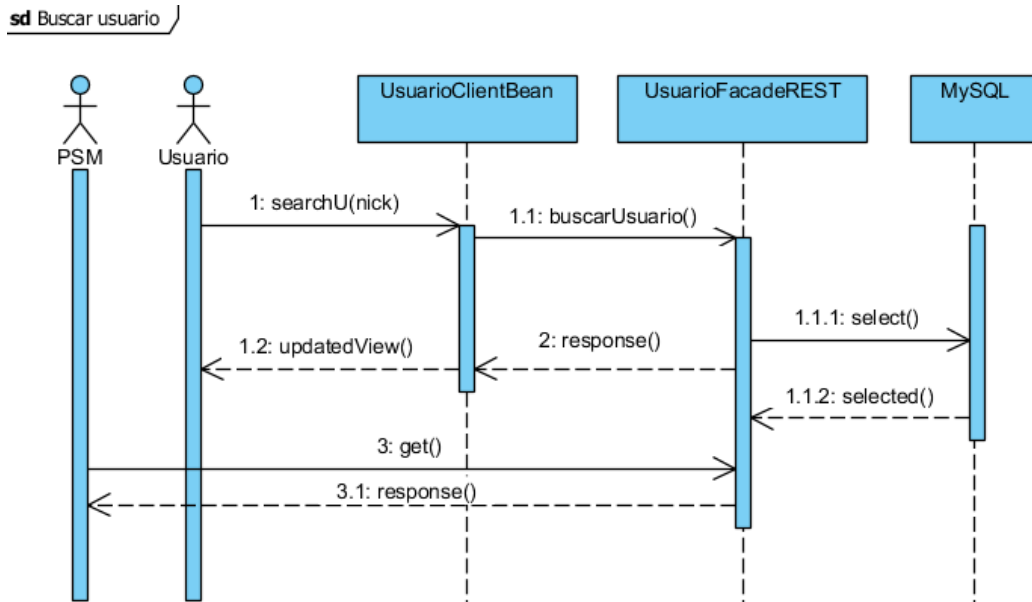 sd Buscar usuario
PSM
Usuario
UsuarioClientBean
UsuarioFacadeREST
MySQL
1: searchU(nick)
1.1: buscarUsuario()
1.1.1: select()
1.2: updatedView()
2: response()
1.1.2: selected()
3: get()
3.1: response()